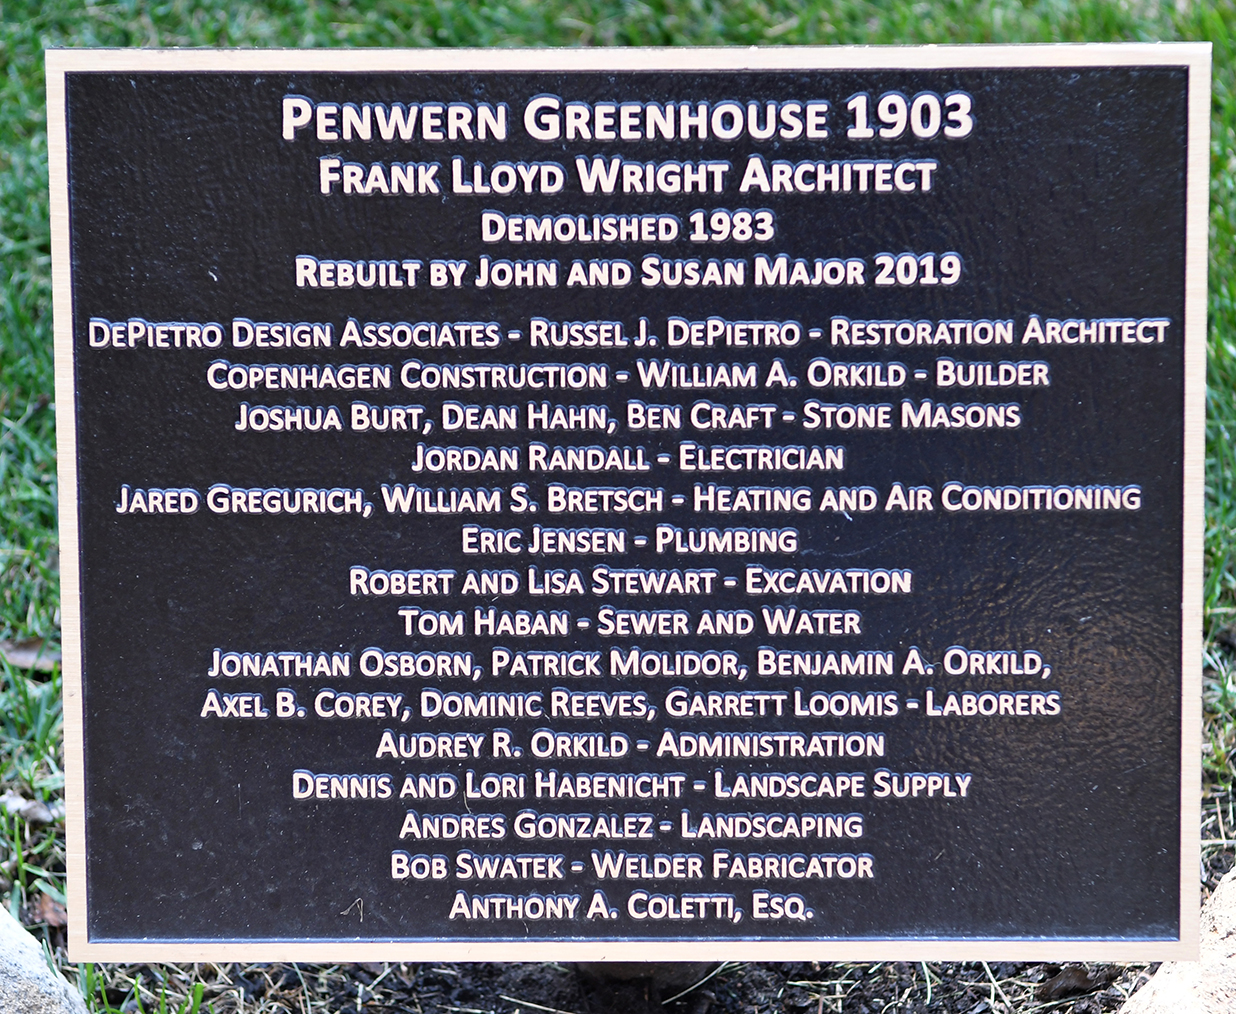 Penwern Greenhouse 1903
Frank Lloyd Wright Architect
Demolished 1983
Rebuilt by John and Susan Major 2019
DePietro Design Associates - Russel J. DePietro - Restoration Architect
Copenhagen Construction - William A. Orkild - Builder
Joshua Burt, Dean Hahn, Ben Craft - Stone Masons
Jordan Randall - Electrician
Jared Gregurich, William S. Bretsch - Heating and Air Conditioning
Eric Jensen - Plumbing
Robert and Lisa Stewart - Excavation
Tom Haban - Sewer and Water
Jonathan Osborn, Patrick Molidor, Benjamin A. Orkild,
Axel B. Corey, Dominic Reeves, Garrett Loomis - Laborers
Audrey R. Orkild - Administration
Dennis and Lori Habenicht - Landscape Supply
Andres Gonzalez - Landscaping
Bob Swatek - Welder Fabricator
Anthony A. Coletti, Esq.